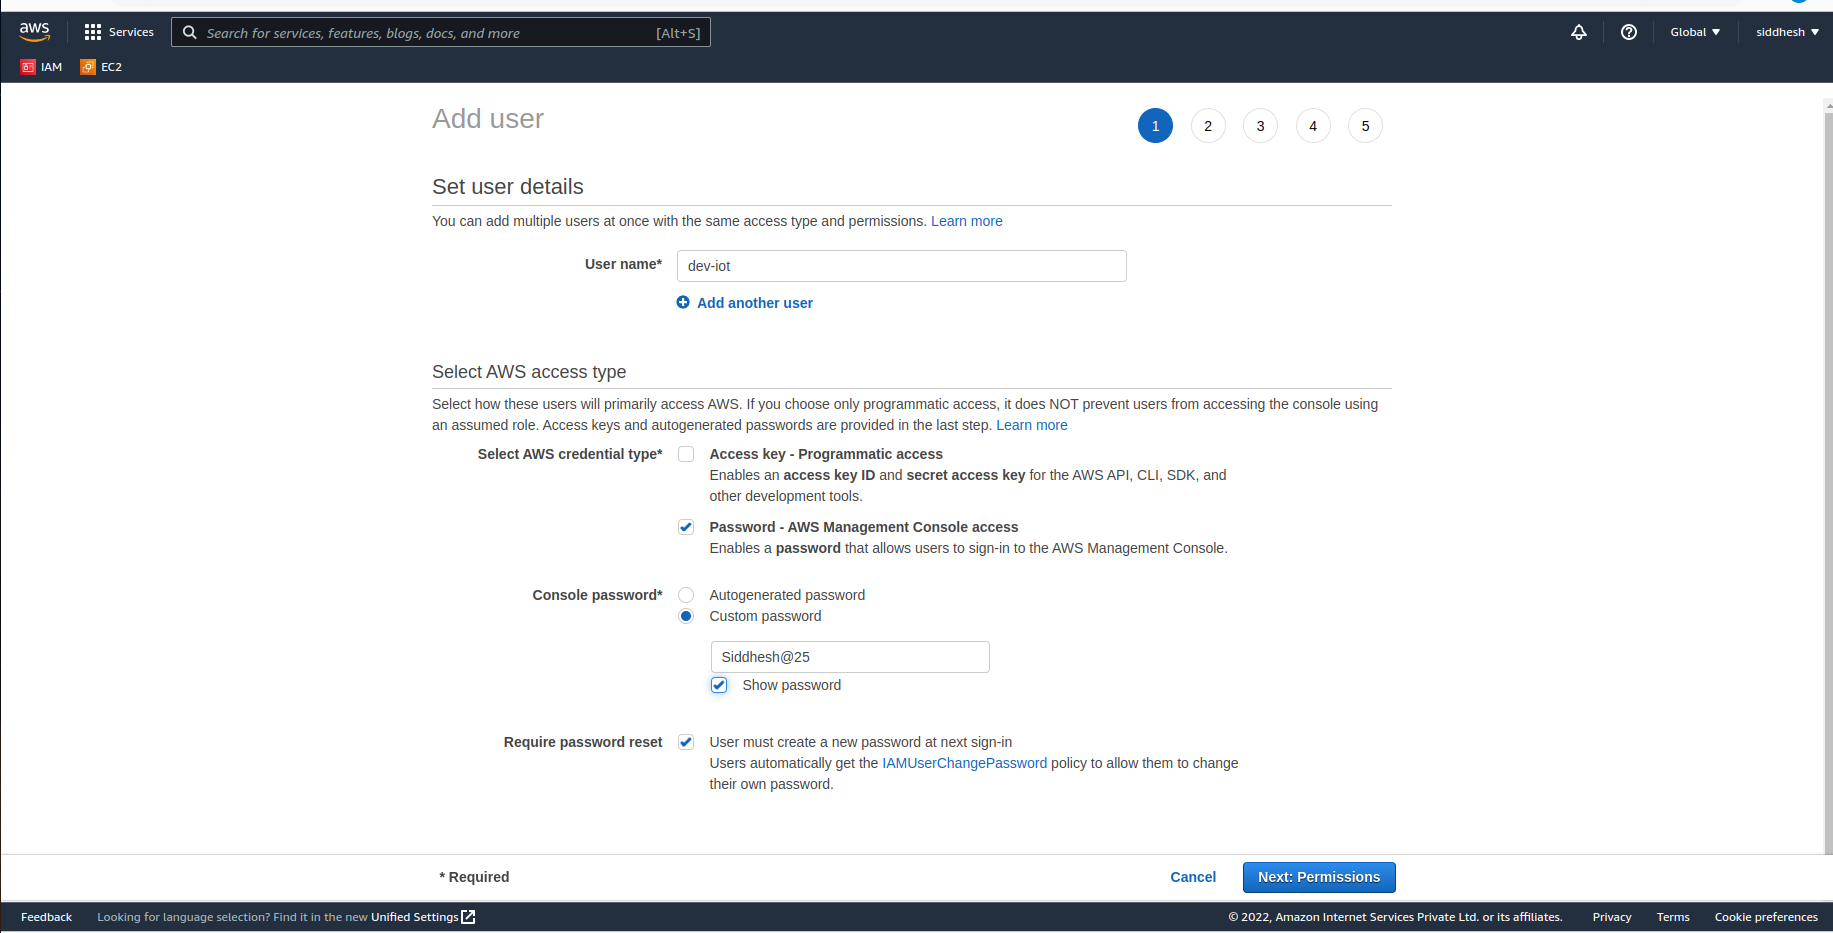 aws
Services
Search for services, features, blogs, docs, and more [Alt+S]
Global
siddhesh
IAM
EC2
Add user
1 2 3 4 5
Set user details
You can add multiple users at once with the same access type and permissions. Learn more
User name*
dev-iot
Add another user
Select AWS access type
Select how these users will primarily access AWS. If you choose only programmatic access, it does NOT prevent users from accessing the console using
an assumed role. Access keys and autogenerated passwords are provided in the last step. Learn more
Select AWS credential type*
Access key - Programmatic access
Enables an access key ID and secret access key for the AWS API, CLI, SDK, and
other development tools.
Password - AWS Management Console access
Enables a password that allows users to sign-in to the AWS Management Console.
Console password*
Autogenerated password
Custom password
Siddhesh@25
Show password
Require password reset
User must create a new password at next sign-in
Users automatically get the IAMUserChangePassword policy to allow them to change
their own password.
* Required
Cancel
Next: Permissions
Feedback
Looking for language selection? Find it in the new Unified Settings
© 2022, Amazon Internet Services Private Ltd. or its affiliates.
Privacy
Terms
Cookie preferences